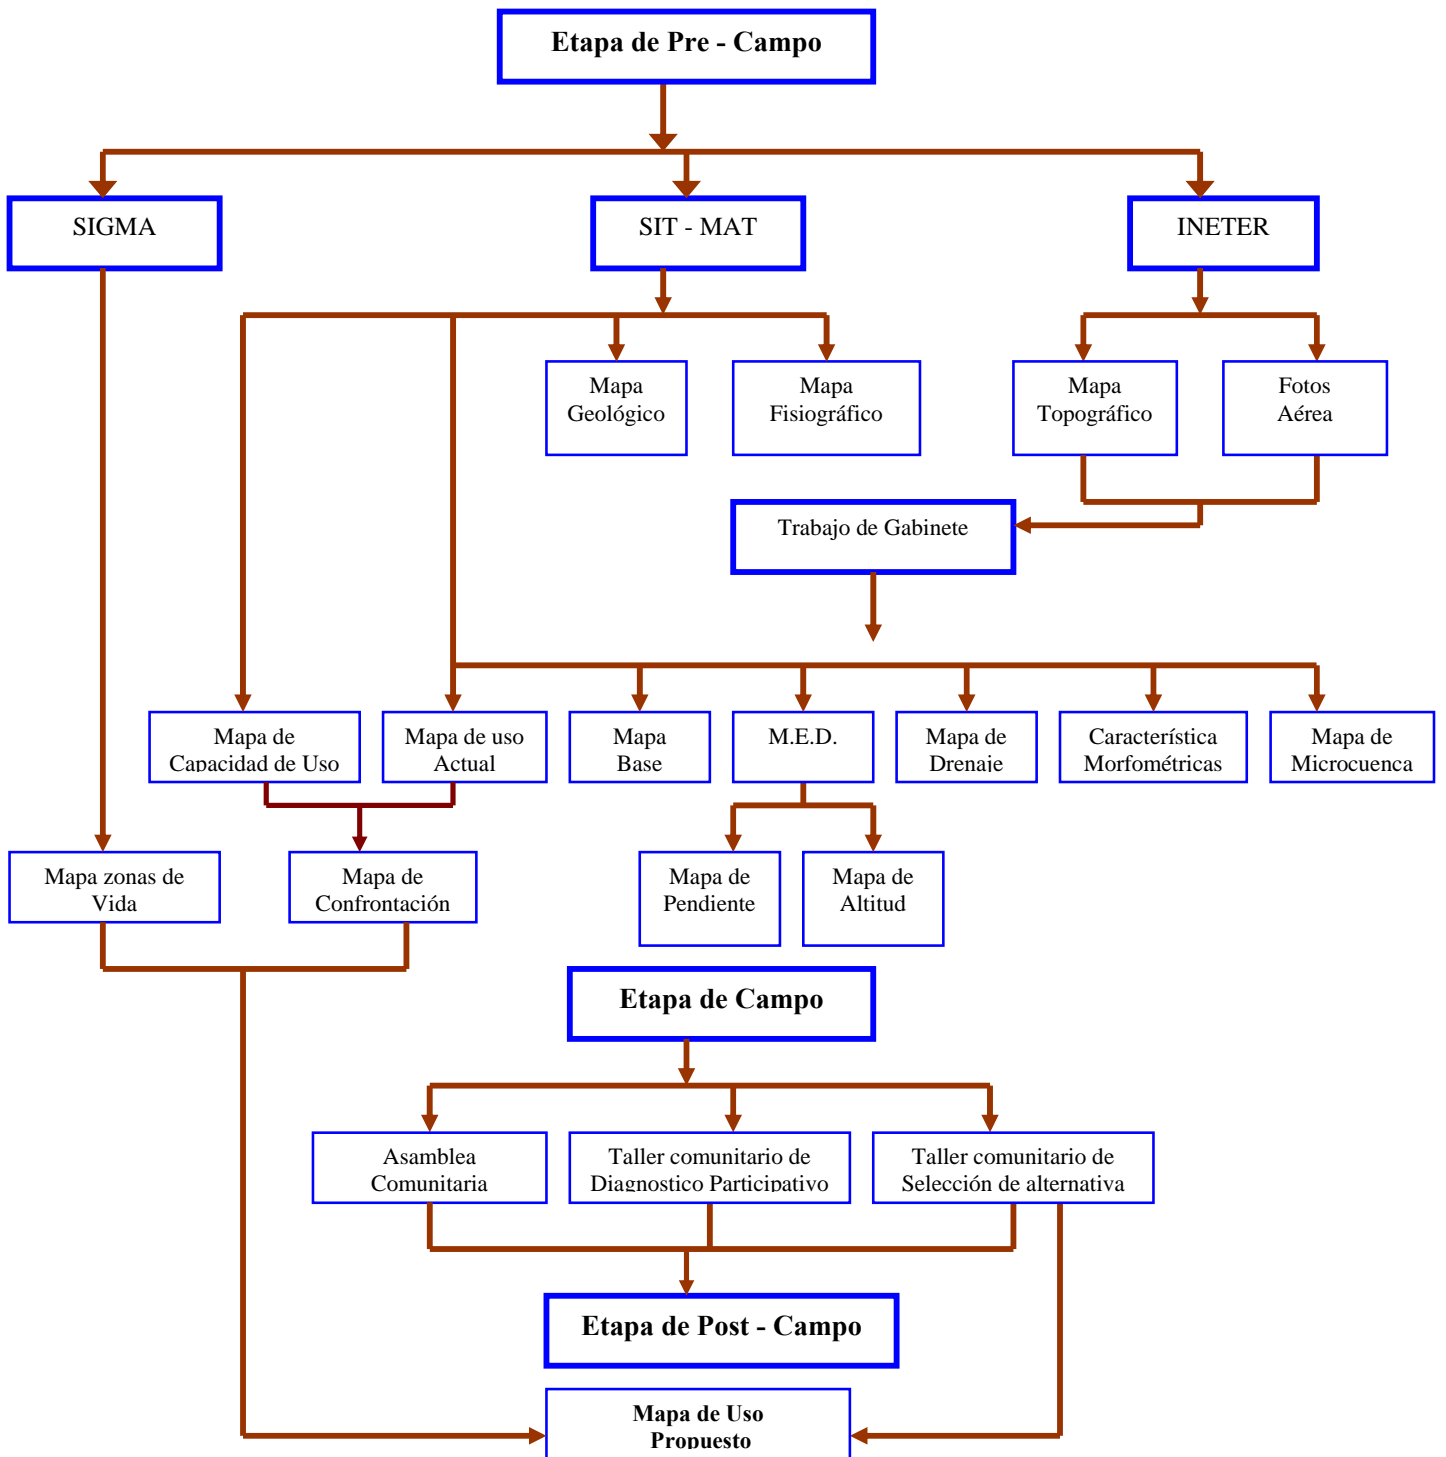 Etapa de Pre - Campo
SIGMA
SIT - MAT
INETER
Mapa
Geológico
Mapa
Fisiográfico
Mapa
Topográfico
Fotos
Aérea
Trabajo de Gabinete
Mapa de
Capacidad de Uso
Mapa de uso
Actual
Mapa
Base
M.E.D.
Mapa de
Drenaje
Característica
Morfométricas
Mapa de
Microcuenca
Mapa zonas de
Vida
Mapa de
Confrontación
Mapa de
Pendiente
Mapa de
Altitud
Etapa de Campo
Asamblea
Comunitaria
Taller comunitario de
Diagnostico Participativo
Taller comunitario de
Selección de alternativa
Etapa de Post - Campo
Mapa de Uso
Propuesto